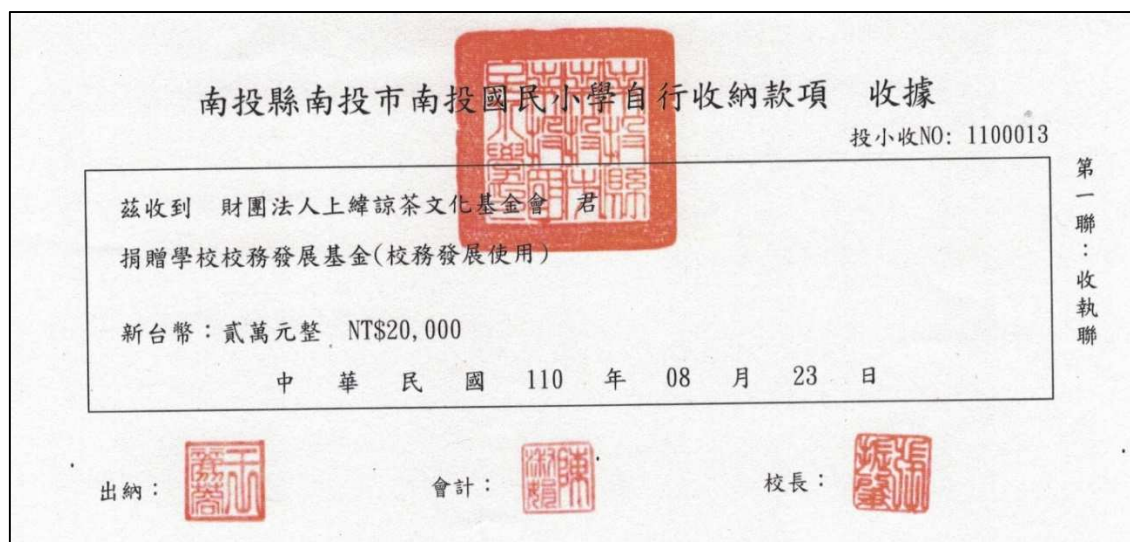 南投縣南投市南投國民小學自行收納款項　收據
投小收NO: 1100013
茲收到　財團法人上緯諒茶文化基金會　君
捐贈學校校務發展基金(校務發展使用)
新台幣：貳萬元整　NT$20,000
中　華　民　國　110　年　08　月　23　日
第一聯：收執聯
出納：
會計：
校長：